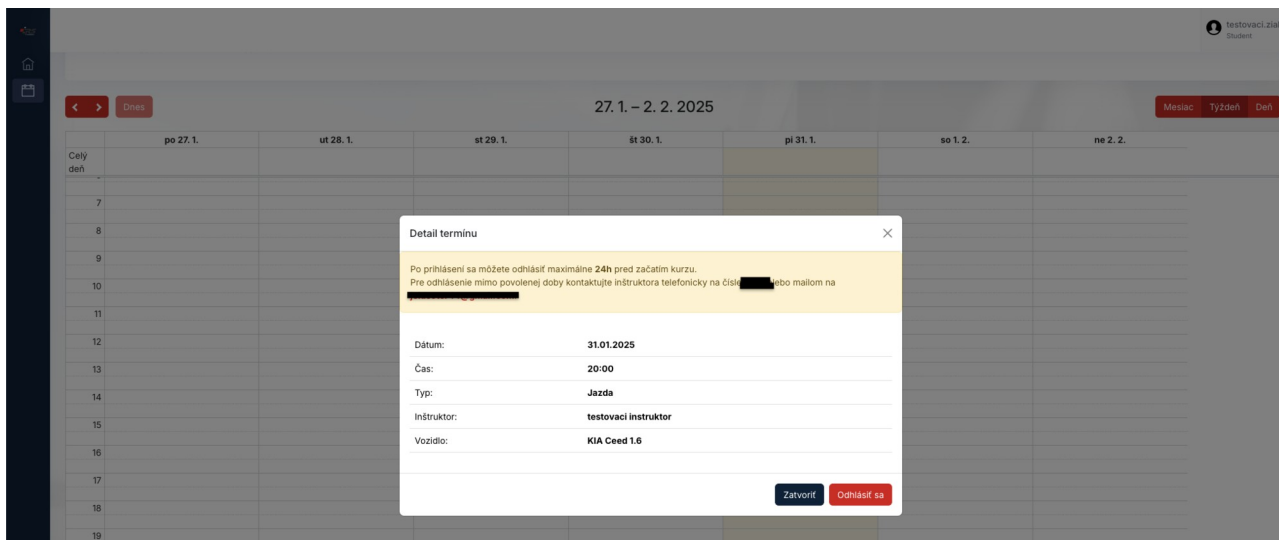 testovaci.zial
Student
Dnes
27. 1. – 2. 2. 2025
Mesiac Týždeň Deň
po 27. 1. ut 28. 1. st 29. 1. št 30. 1. pi 31. 1. so 1. 2. ne 2. 2.
Celý
deň
7
8
9
10
11
12
13
14
15
16
17
18
19
Detail termínu
Po prihlásení sa môžete odhlásiť maximálne 24h pred začatím kurzu.
Pre odhlásenie mimo povolenej doby kontaktujte inštruktora telefonicky na čísle lebo mailom na
Dátum: 31.01.2025
Čas: 20:00
Typ: Jazda
Inštruktor: testovaci instruktor
Vozidlo: KIA Ceed 1.6
Zatvoriť Odhlásiť sa